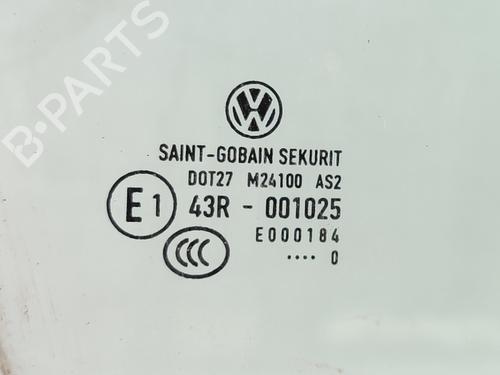 B-PARTS
VW
SAINT-GOBAIN SEKURIT
DOT27 M24100 AS2
E1 43R - 001025
E000184
CCC
.... 0